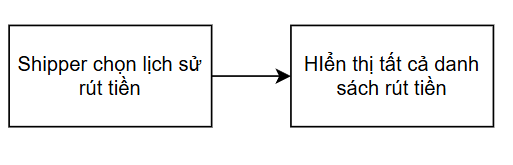 Shipper chọn lịch sử
rút tiền
HIển thị tất cả danh
sách rút tiền